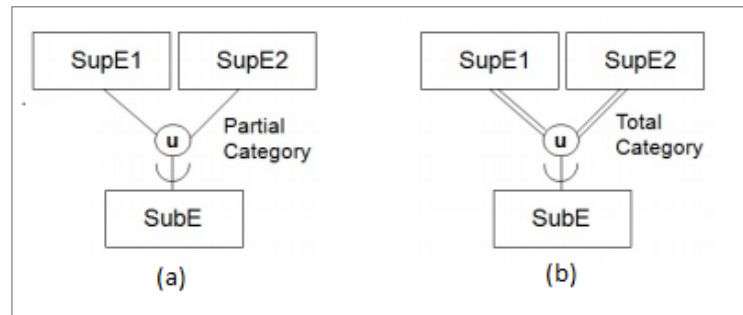 SupE1 SupE2 SupE1 SupE2
u Partial Category u Total Category
SubE SubE
(a) (b)